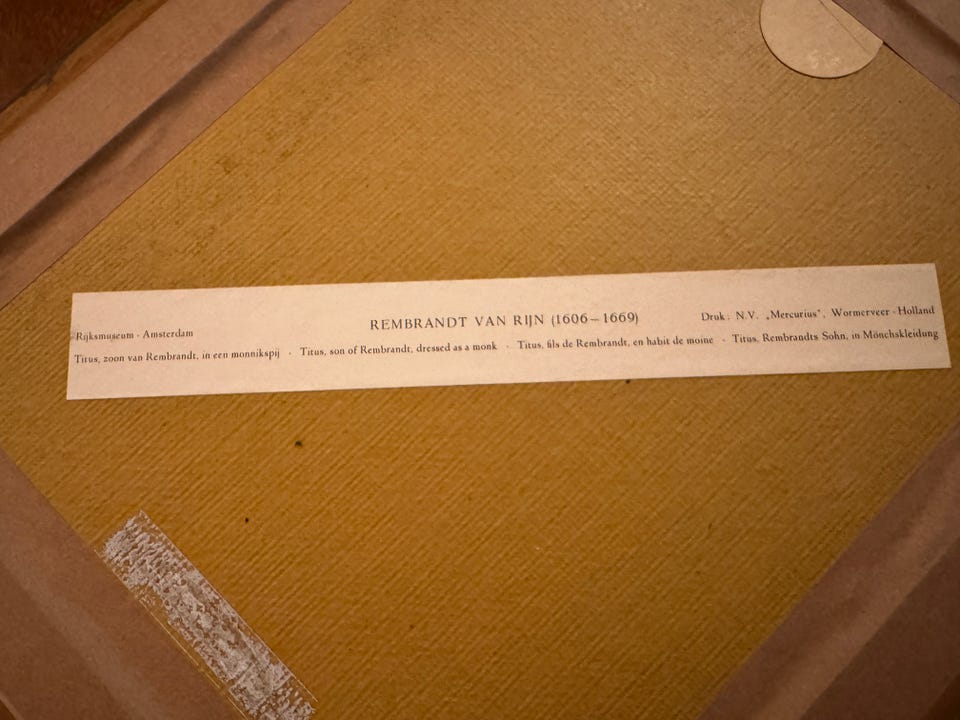 REMBRANDT VAN RIJN (1606–1669)
Rijksmuseum · Amsterdam
Druk: N.V. „Mercurius", Wormerveer - Holland
Titus, zoon van Rembrandt, in een monnikspij · Titus, son of Rembrandt, dressed as a monk · Titus, fils de Rembrandt, en habit de moine · Titus, Rembrandts Sohn, in Mönchskleidung